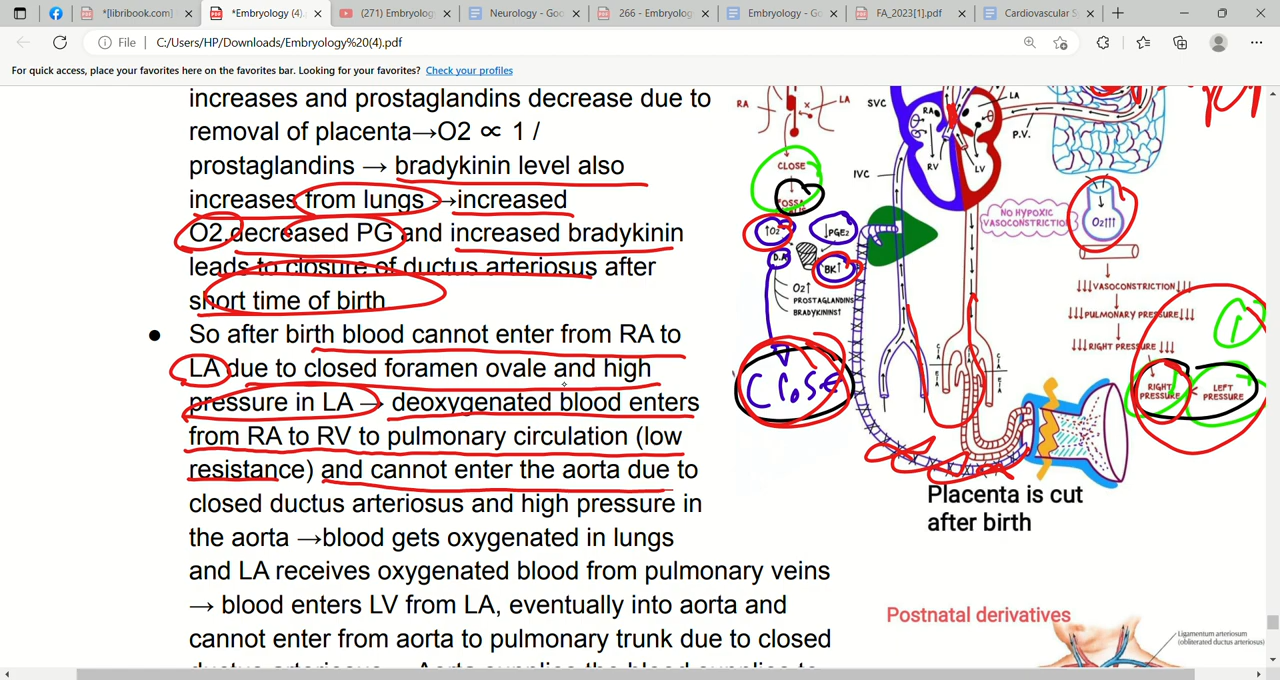 *[libribook.com]
*Embryology (4).
(271) Embryolog
Neurology - Goo
266 - Embryolog
Embryology - Go
FA_2023[1].pdf
Cardiovascular S
File
C:/Users/HP/Downloads/Embryology%20(4).pdf
For quick access, place your favorites here on the favorites bar. Looking for your favorites? Check your profiles
increases and prostaglandins decrease due to
removal of placenta→O2 ∝ 1 /
prostaglandins → bradykinin level also
increases from lungs →increased
O2,decreased PG and increased bradykinin
leads to closure of ductus arteriosus after
short time of birth
● So after birth blood cannot enter from RA to
LA due to closed foramen ovale and high
pressure in LA → deoxygenated blood enters
from RA to RV to pulmonary circulation (low
resistance) and cannot enter the aorta due to
closed ductus arteriosus and high pressure in
the aorta →blood gets oxygenated in lungs
and LA receives oxygenated blood from pulmonary veins
→ blood enters LV from LA, eventually into aorta and
cannot enter from aorta to pulmonary trunk due to closed
RA
LA
CLOSE
↑O2
↓PGE2
D.A
BK↑
O2↑
PROSTAGLANDINS
BRADYKININS↑
CLOSE
SVC
RA
LA
P.V.
RV
LV
IVC
NO HYPOXIC
VASOCONSTRICTION
O2↑↑↑
↓↓↓VASOCONSTRICTION↓↓↓
↓↓↓PULMONARY PRESSURE↓↓↓
↓↓↓RIGHT PRESSURE↓↓↓
RIGHT
PRESSURE
<
LEFT
PRESSURE
Placenta is cut
after birth
Postnatal derivatives
Ligamentum arteriosum
(obliterated ductus arteriosus)